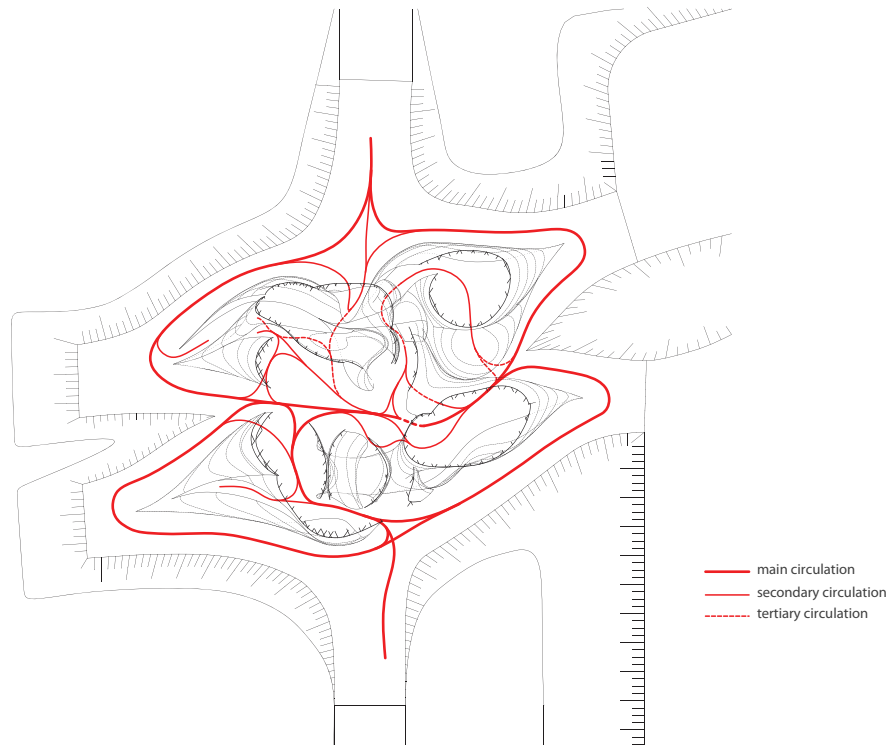 main circulation
secondary circulation
tertiary circulation